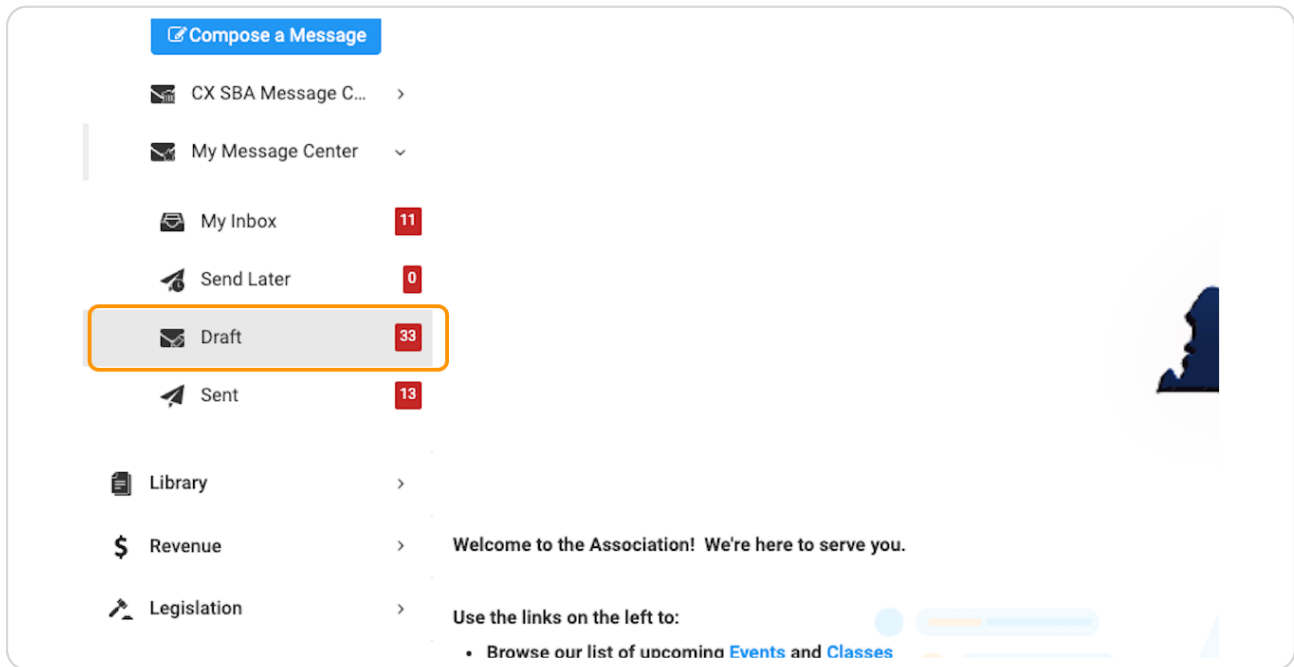 Compose a Message
CX SBA Message C...
My Message Center
My Inbox 11
Send Later 0
Draft 33
Sent 13
Library
$ Revenue
Legislation
Welcome to the Association! We're here to serve you.
Use the links on the left to:
• Browse our list of upcoming Events and Classes